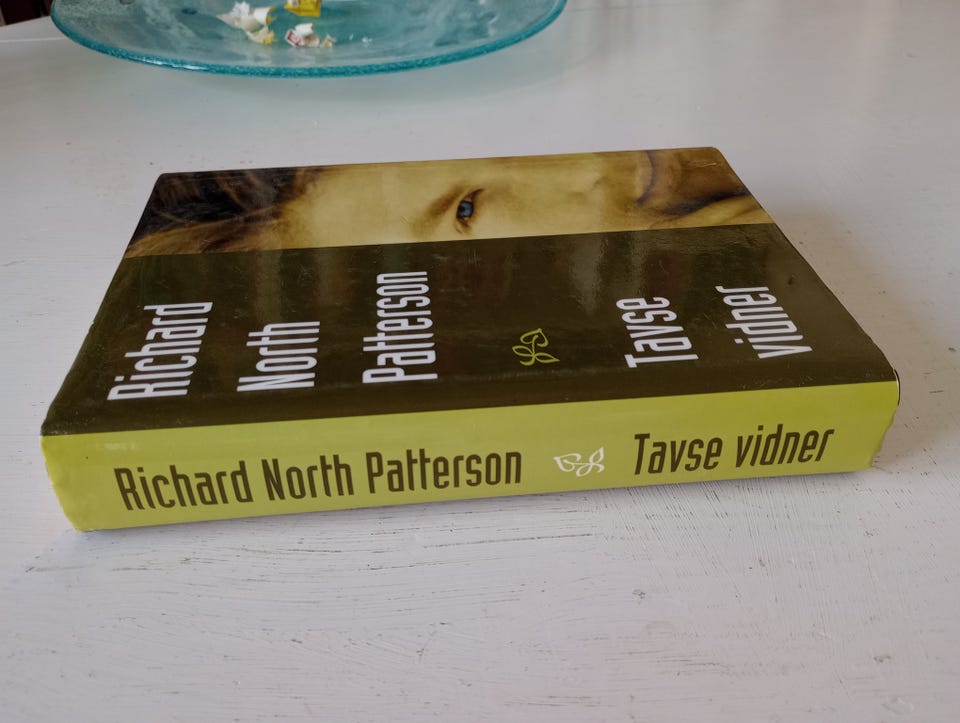 Richard
North
Patterson
Tavse
vidner
Richard North Patterson Tavse vidner